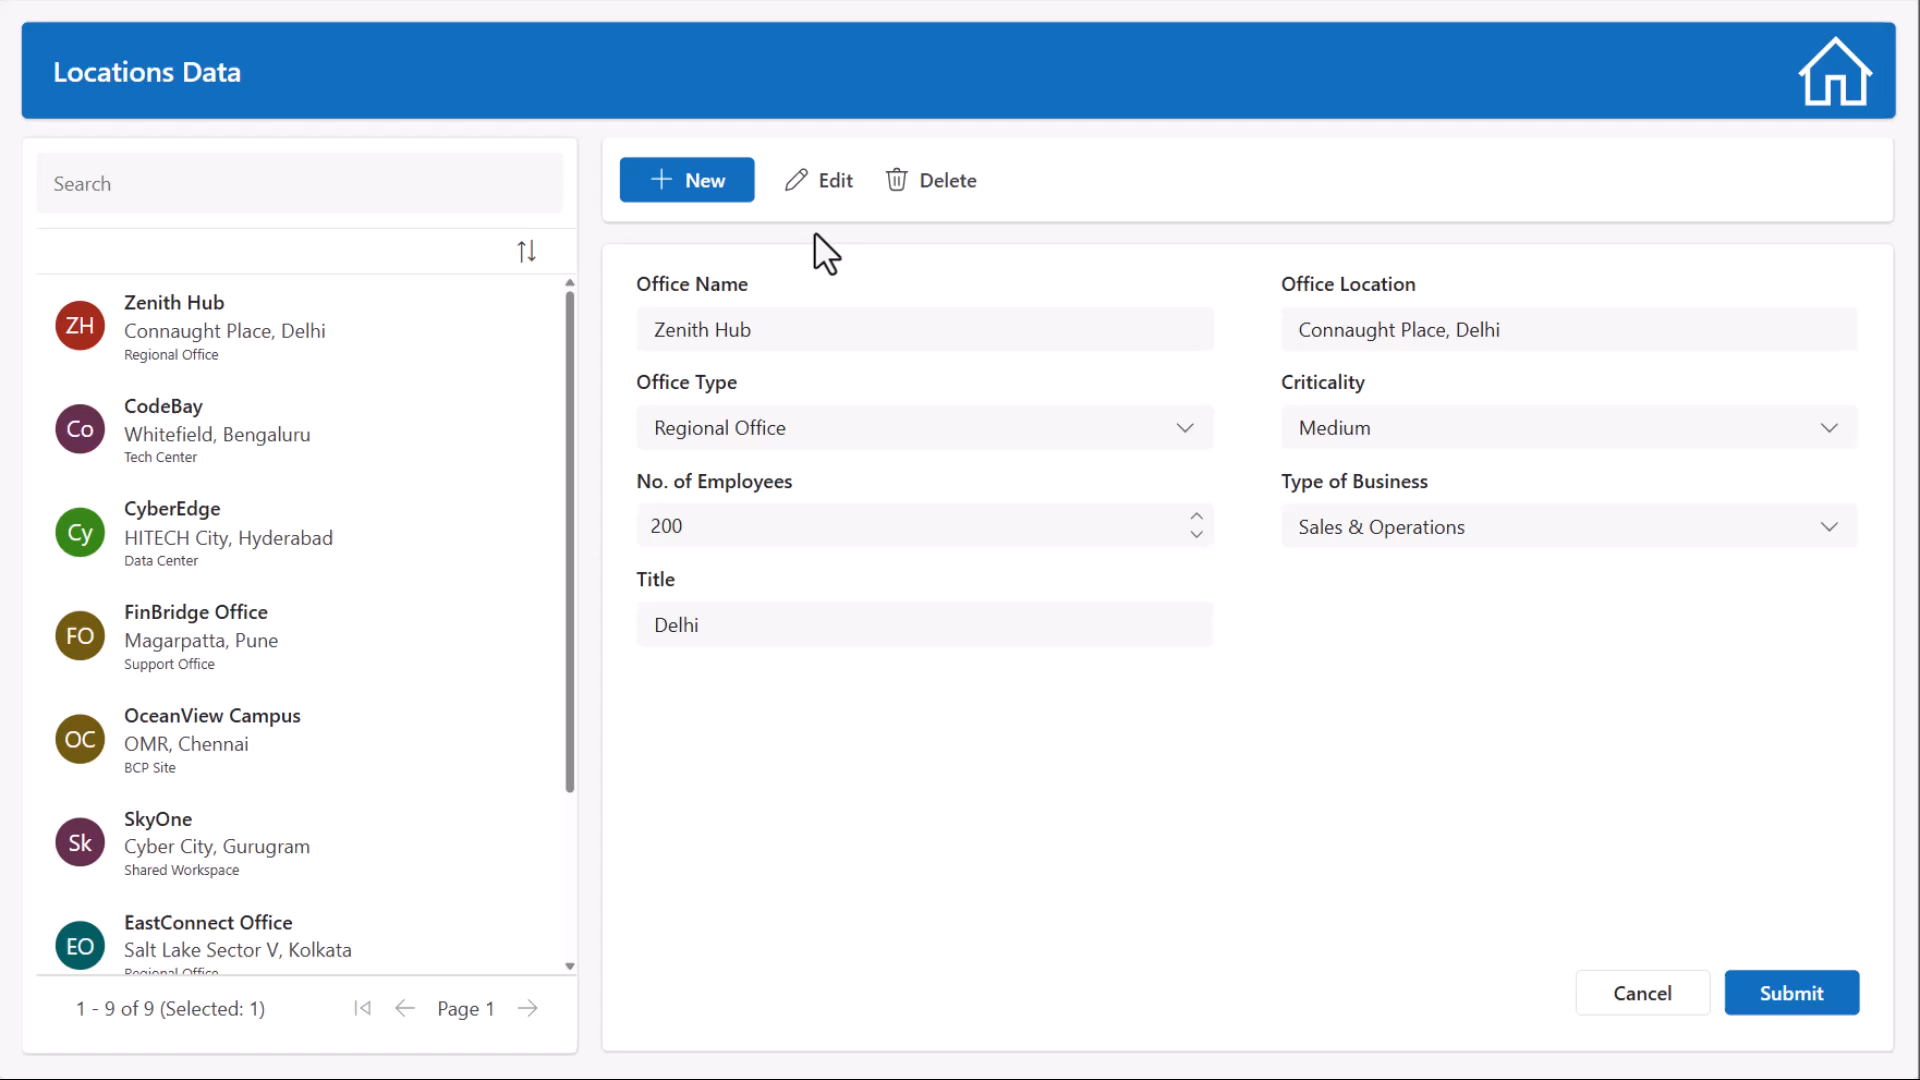 Locations Data
Search
ZH
Zenith Hub
Connaught Place, Delhi
Regional Office
Co
CodeBay
Whitefield, Bengaluru
Tech Center
Cy
CyberEdge
HITECH City, Hyderabad
Data Center
FO
FinBridge Office
Magarpatta, Pune
Support Office
OC
OceanView Campus
OMR, Chennai
BCP Site
Sk
SkyOne
Cyber City, Gurugram
Shared Workspace
EO
EastConnect Office
Salt Lake Sector V, Kolkata
Regional Office
1 - 9 of 9 (Selected: 1)
Page 1
New
Edit
Delete
Office Name
Zenith Hub
Office Location
Connaught Place, Delhi
Office Type
Regional Office
Criticality
Medium
No. of Employees
200
Type of Business
Sales & Operations
Title
Delhi
Cancel
Submit